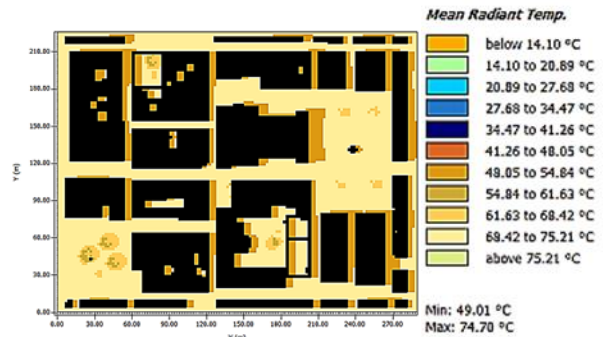 Mean Radiant Temp.
below 14.10 °C
14.10 to 20.89 °C
20.89 to 27.68 °C
27.68 to 34.47 °C
34.47 to 41.26 °C
41.26 to 48.05 °C
48.05 to 54.84 °C
54.84 to 61.63 °C
61.63 to 68.42 °C
68.42 to 75.21 °C
above 75.21 °C
Min: 49.01 °C
Max: 74.70 °C
Y (m)
210.00
180.00
150.00
120.00
90.00
60.00
30.00
0.00
0.00 30.00 60.00 90.00 120.00 150.00 180.00 210.00 240.00 270.00